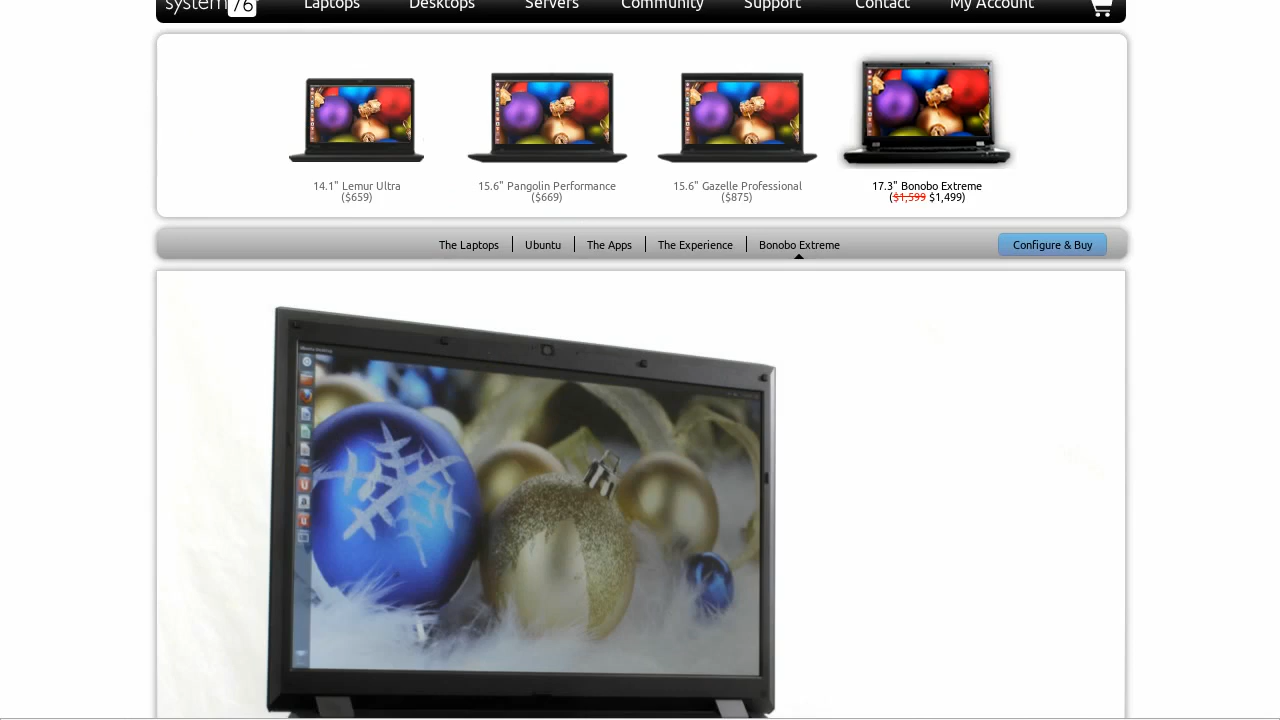 system76 Laptops Desktops Servers Community Support Contact My Account
14.1" Lemur Ultra
($659)
15.6" Pangolin Performance
($669)
15.6" Gazelle Professional
($875)
17.3" Bonobo Extreme
($1,599 $1,499)
The Laptops Ubuntu The Apps The Experience Bonobo Extreme Configure & Buy